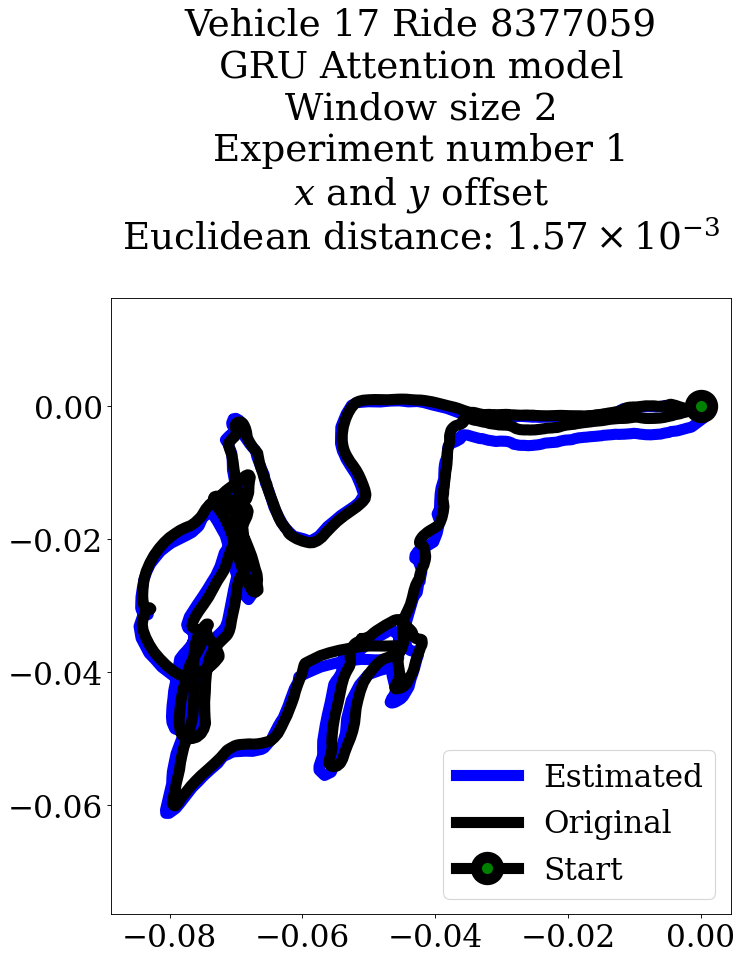 Vehicle 17 Ride 8377059
GRU Attention model
Window size 2
Experiment number 1
x and y offset
Euclidean distance: 1.57 × 10⁻³
0.00
−0.02
−0.04
−0.06
Estimated
Original
Start
−0.08 −0.06 −0.04 −0.02 0.00